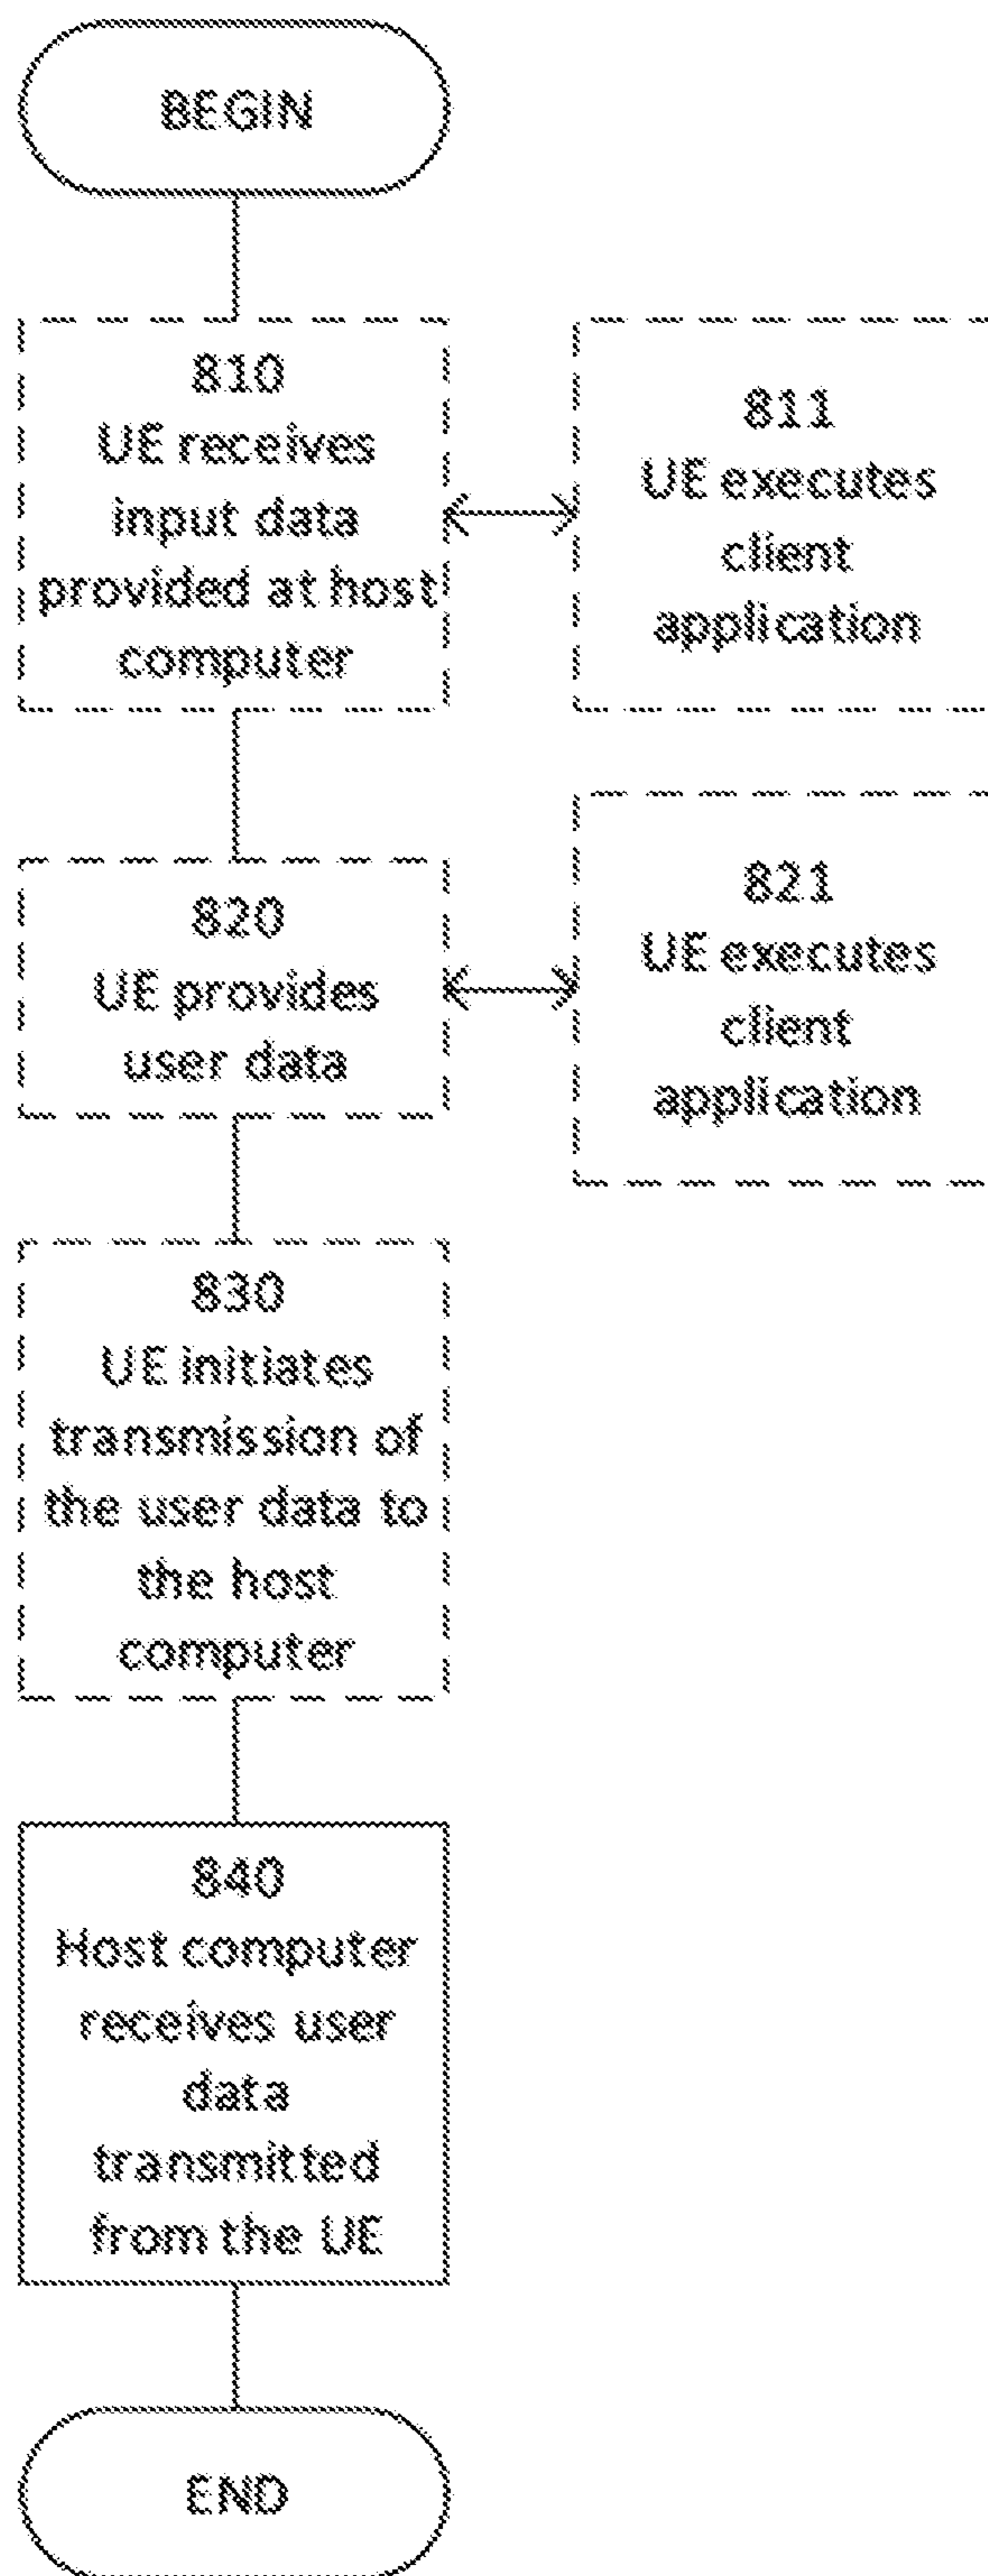 BEGIN
810
UE receives
input data
provided at host
computer
811
UE executes
client
application
820
UE provides
user data
821
UE executes
client
application
830
UE initiates
transmission of
the user data to
the host
computer
840
Host computer
receives user
data
transmitted
from the UE
END